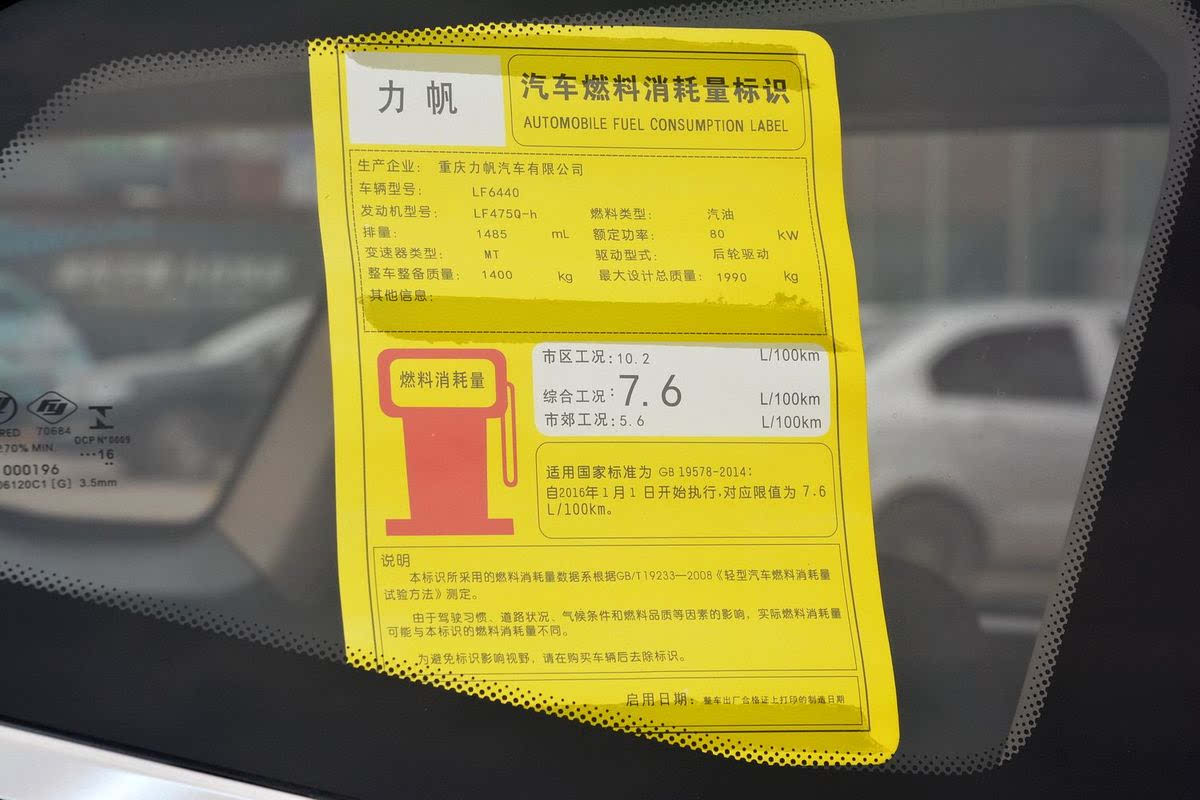 力帆
汽车燃料消耗量标识
AUTOMOBILE FUEL CONSUMPTION LABEL
生产企业: 重庆力帆汽车有限公司
车辆型号: LF6440
发动机型号: LF475Q-h 燃料类型: 汽油
排量: 1485 mL 额定功率: 80 kW
变速器类型: MT 驱动型式: 后轮驱动
整车整备质量: 1400 kg 最大设计总质量: 1990 kg
其他信息:
燃料消耗量
市区工况: 10.2 L/100km
综合工况: 7.6 L/100km
市郊工况: 5.6 L/100km
适用国家标准为 GB 19578-2014:
自2016年1月1日开始执行,对应限值为 7.6
L/100km。
说明
本标识所采用的燃料消耗量数据系根据GB/T19233—2008《轻型汽车燃料消耗量
试验方法》测定。
由于驾驶习惯、道路状况、气候条件和燃料品质等因素的影响,实际燃料消耗量
可能与本标识的燃料消耗量不同。
为避免标识影响视野,请在购买车辆后去除标识。
启用日期: 整车出厂合格证上打印的制造日期
70684
DCP N°0009
70% MIN.
···16
000196
06120C1 [G] 3.5mm